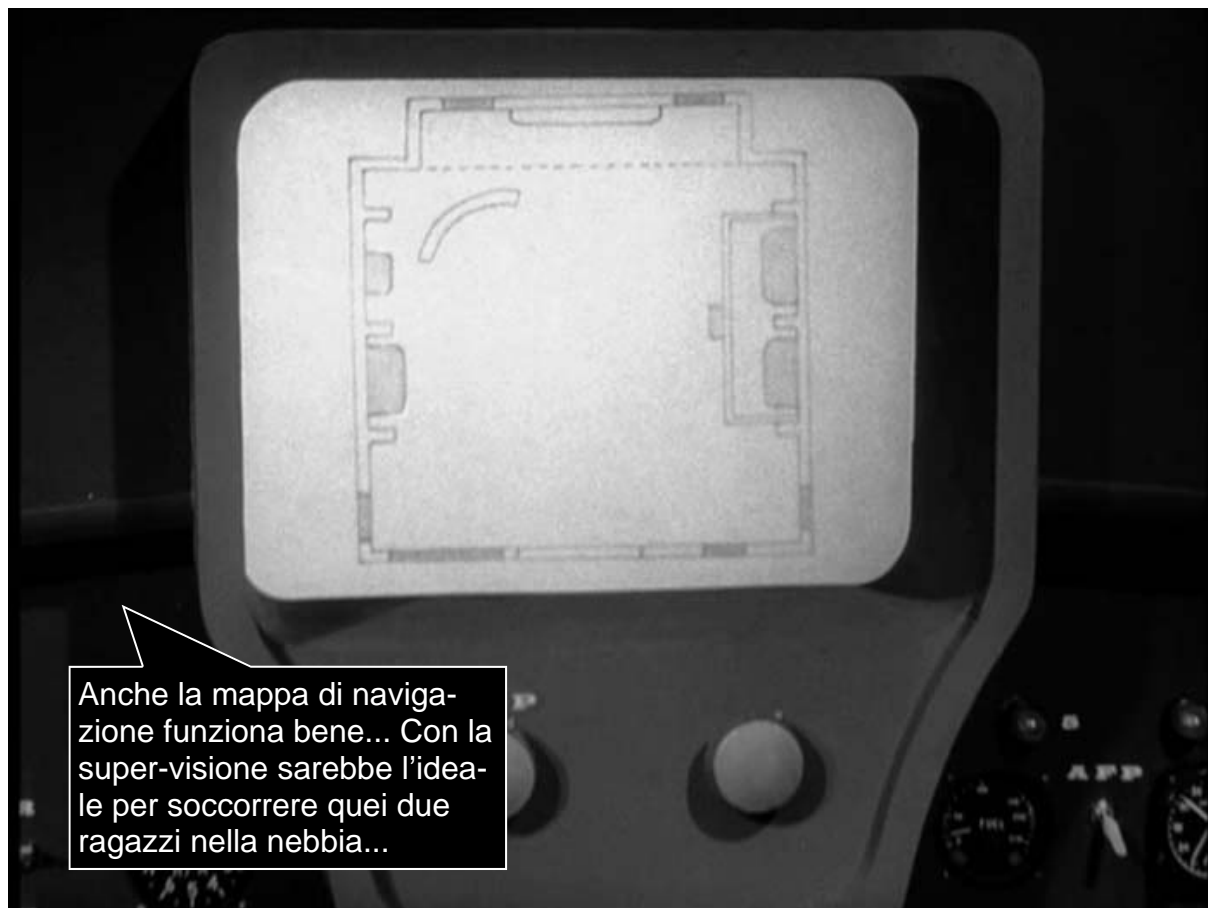 Anche la mappa di naviga-
zione funziona bene... Con la
super-visione sarebbe l'idea-
le per soccorrere quei due
ragazzi nella nebbia...
P
S
AFP
FUEL